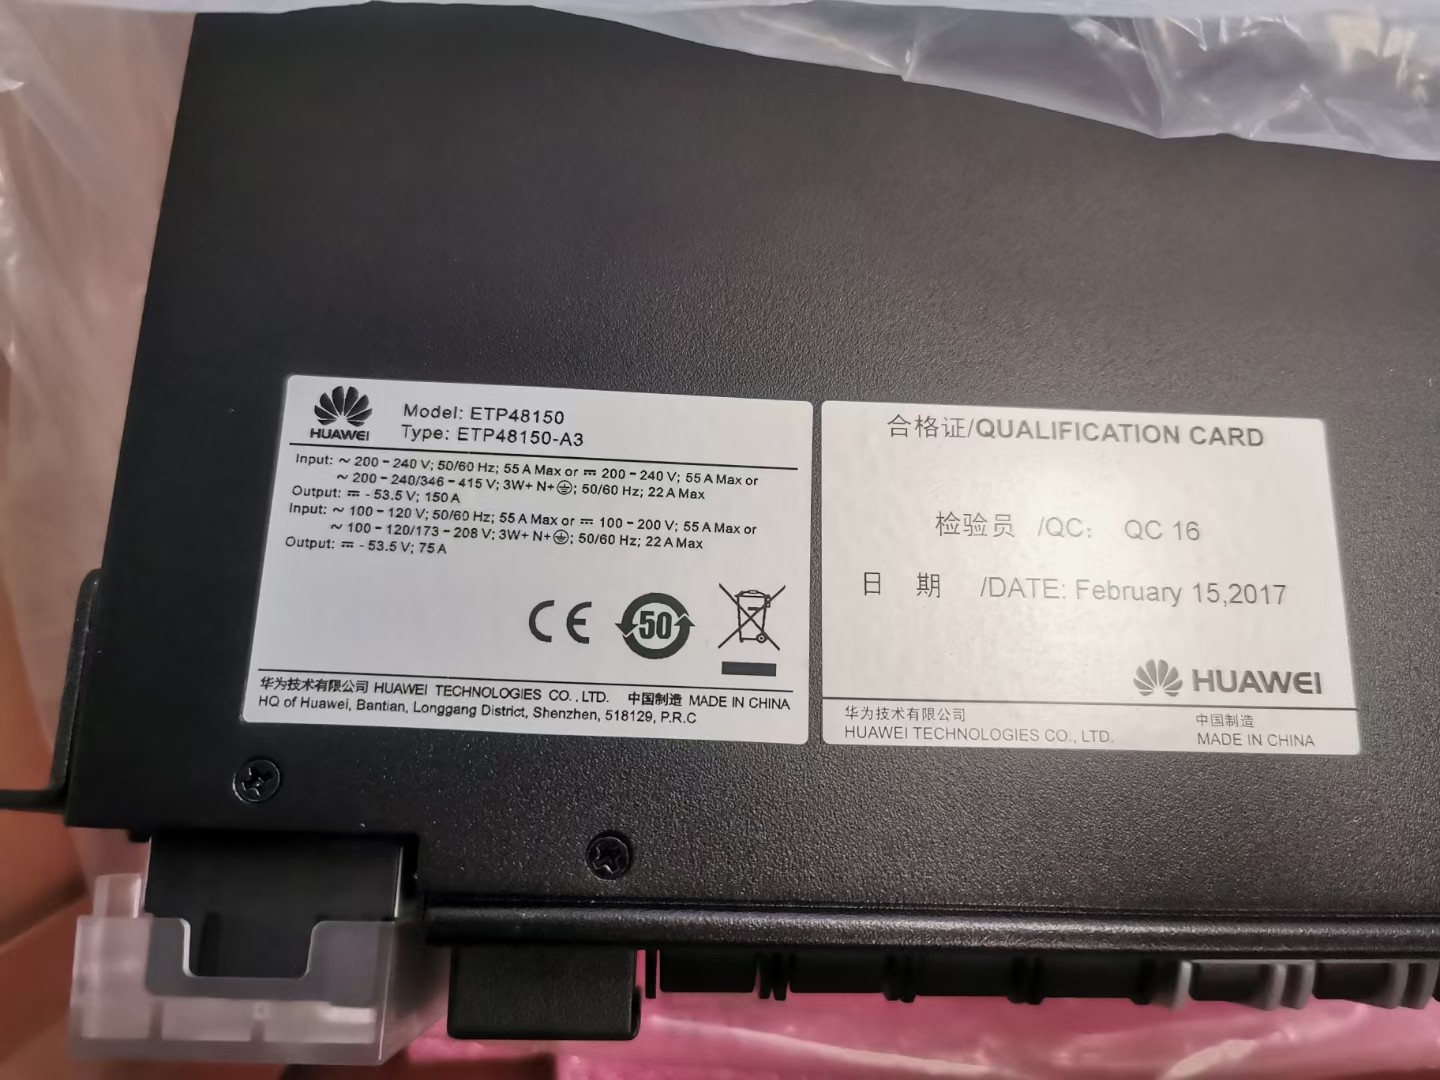 HUAWEI
Model: ETP48150
Type: ETP48150-A3
Input: ~ 200-240 V; 50/60 Hz; 55 A Max or ⎓ 200-240 V; 55 A Max or
~ 200-240/346-415 V; 3W+ N+⏚; 50/60 Hz; 22 A Max
Output: ⎓ -53.5 V; 150 A
Input: ~ 100-120 V; 50/60 Hz; 55 A Max or ⎓ 100-200 V; 55 A Max or
~ 100-120/173-208 V; 3W+ N+⏚; 50/60 Hz; 22 A Max
Output: ⎓ -53.5 V; 75 A
CE 50
华为技术有限公司 HUAWEI TECHNOLOGIES CO., LTD. 中国制造 MADE IN CHINA
HQ of Huawei, Bantian, Longgang District, Shenzhen, 518129, P.R.C
合格证/QUALIFICATION CARD
检验员 /QC: QC 16
日 期 /DATE: February 15,2017
HUAWEI
华为技术有限公司 中国制造
HUAWEI TECHNOLOGIES CO., LTD. MADE IN CHINA